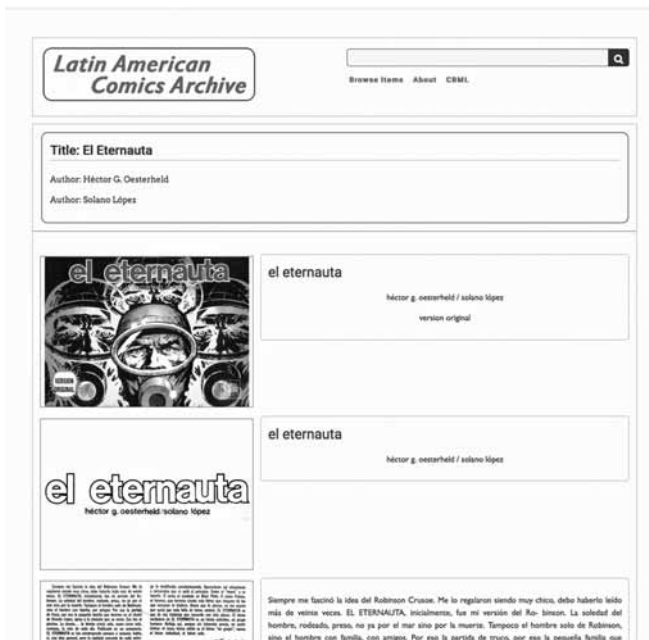 Latin American
Comics Archive
Browse Items About CBML
Title: El Eternauta
Author: Héctor G. Oesterheld
Author: Solano López
el eternauta
VERSION
ORIGINAL
el eternauta
héctor g. oesterheld / solano lópez
version original
el eternauta
héctor g. oesterheld/solano lópez
el eternauta
héctor g. oesterheld / solano lópez
Siempre me fascinó la idea del Robinson Crusoe. Me lo regalaron siendo muy chico, debo haberlo leído
más de veinte veces. EL ETERNAUTA, inicialmente, fue mi versión del Ro- binson. La soledad del
hombre, rodeado, preso, no ya por el mar sino por la muerte. Tampoco el hombre solo de Robinson,
sino el hombre con familia, con amigos. Por eso la partida de truco, por eso la pequeña familia que